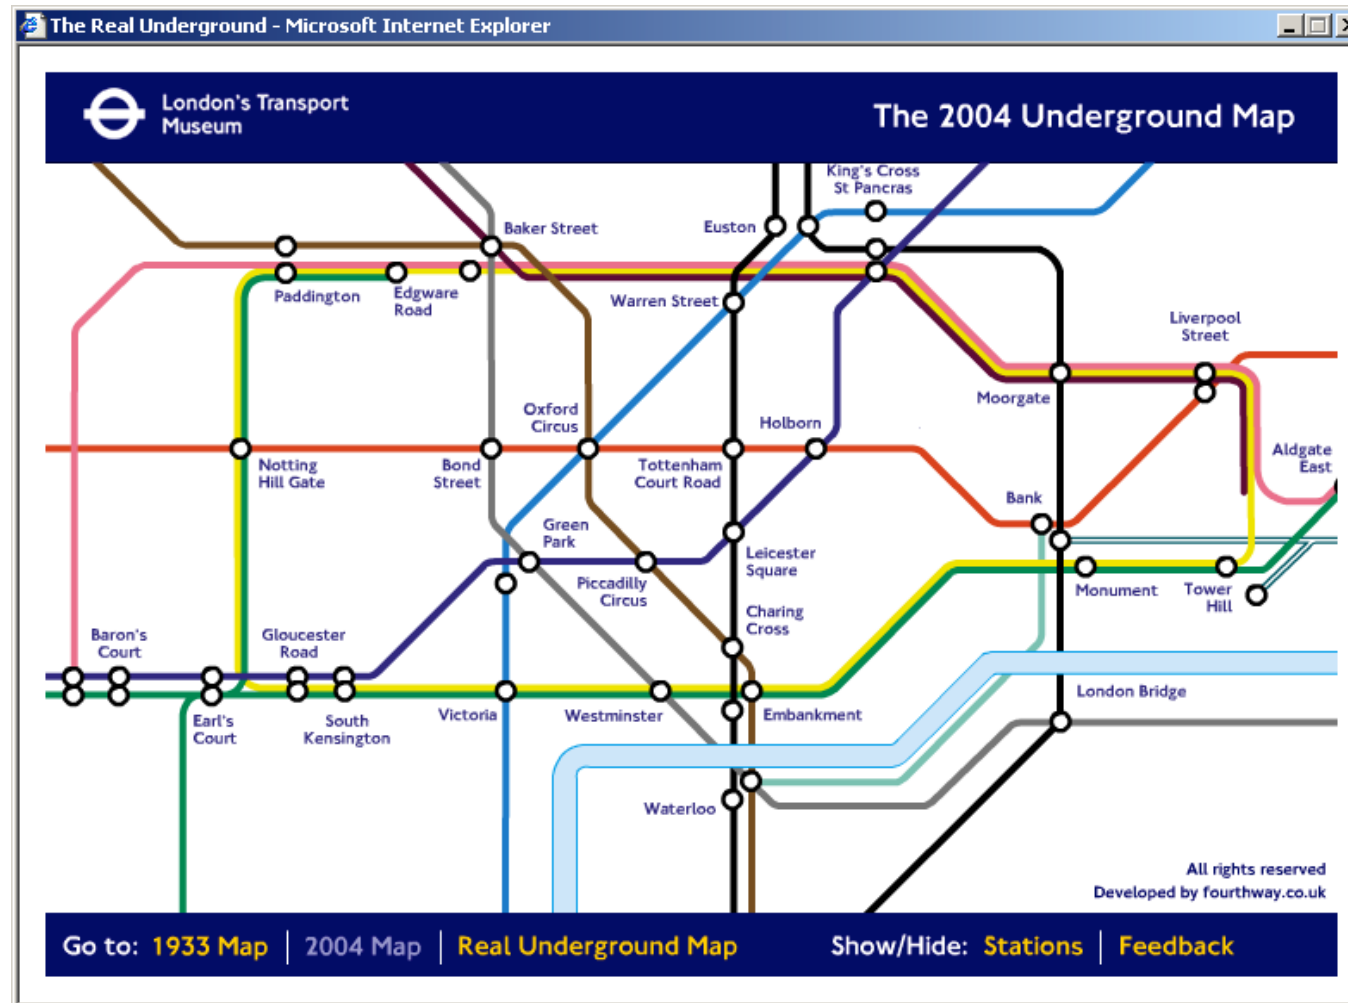 The Real Underground - Microsoft Internet Explorer
London's Transport
Museum
The 2004 Underground Map
King's Cross
St Pancras
Euston
Baker Street
Paddington
Edgware
Road
Warren Street
Liverpool
Street
Moorgate
Oxford
Circus
Holborn
Notting
Hill Gate
Bond
Street
Tottenham
Court Road
Aldgate
East
Bank
Green
Park
Leicester
Square
Piccadilly
Circus
Monument
Tower
Hill
Charing
Cross
Baron's
Court
Gloucester
Road
Earl's
Court
South
Kensington
Victoria
Westminster
Embankment
London Bridge
Waterloo
All rights reserved
Developed by fourthway.co.uk
Go to: 1933 Map | 2004 Map | Real Underground Map Show/Hide: Stations | Feedback